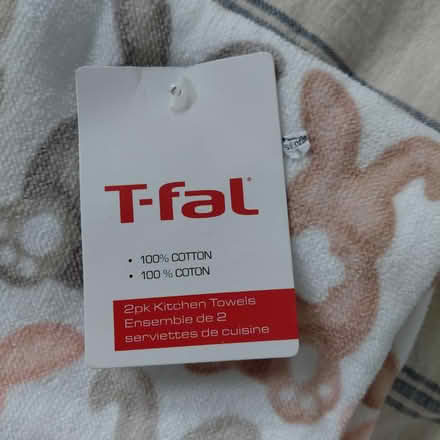 T-fal®
• 100% COTTON
• 100 % COTON
2pk Kitchen Towels
Ensemble de 2
serviettes de cuisine